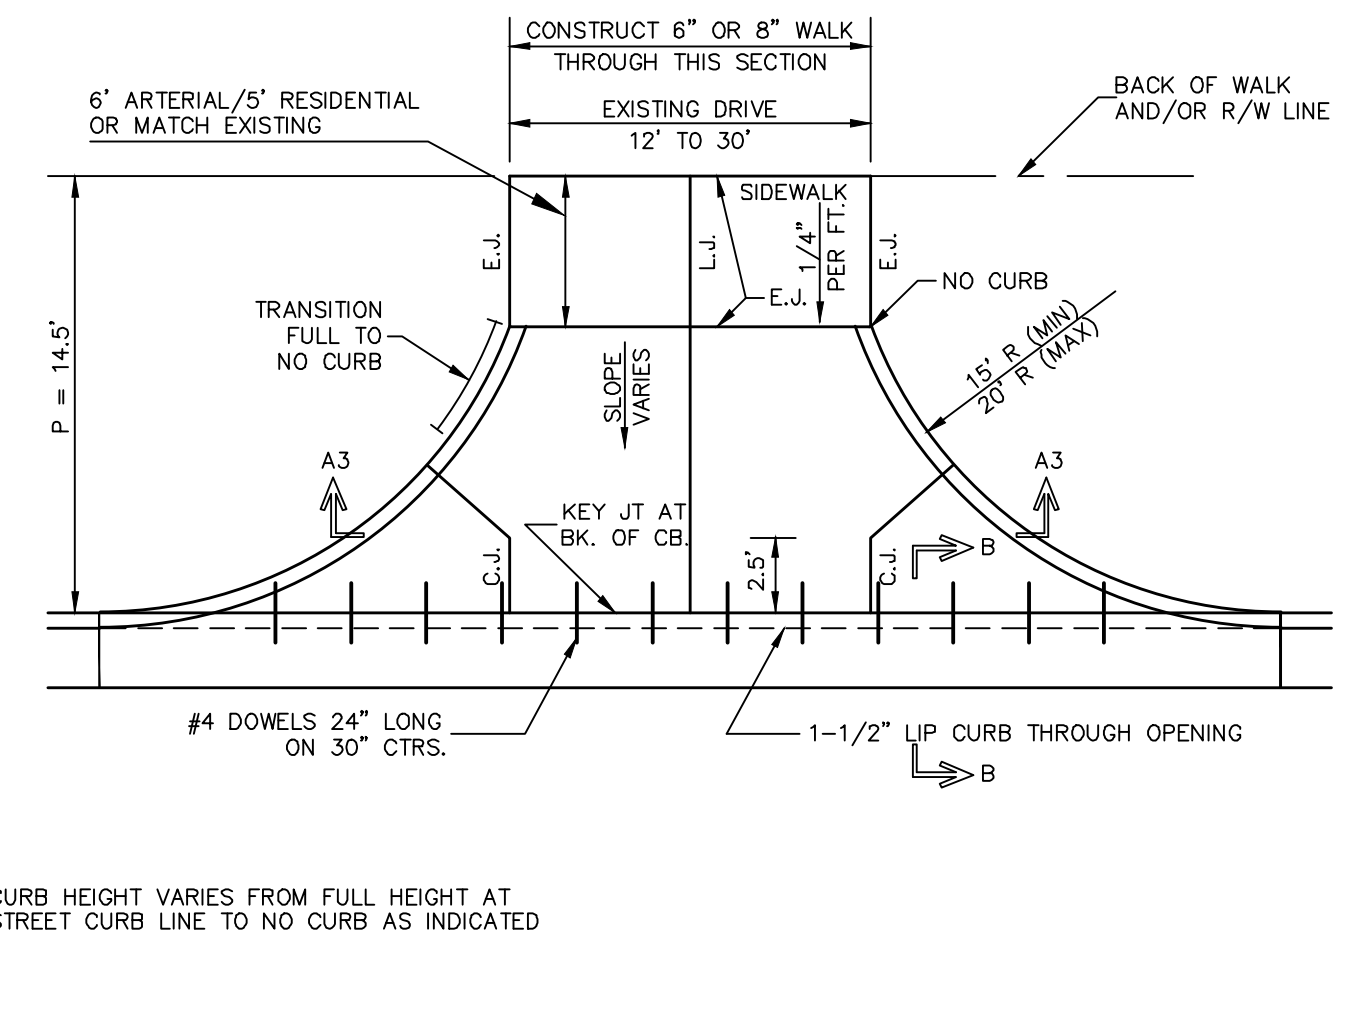 CONSTRUCT 6" OR 8" WALK
THROUGH THIS SECTION
6' ARTERIAL/5' RESIDENTIAL
OR MATCH EXISTING
EXISTING DRIVE
12' TO 30'
BACK OF WALK
AND/OR R/W LINE
SIDEWALK
1/4"
PER FT.
E.J.
L.J.
E.J.
E.J.
NO CURB
TRANSITION
FULL TO
NO CURB
P = 14.5'
SLOPE
VARIES
15' R (MIN)
20' R (MAX)
A3
A3
KEY JT AT
BK. OF CB.
C.J.
2.5'
C.J.
B
#4 DOWELS 24" LONG
ON 30" CTRS.
1-1/2" LIP CURB THROUGH OPENING
B
CURB HEIGHT VARIES FROM FULL HEIGHT AT
STREET CURB LINE TO NO CURB AS INDICATED